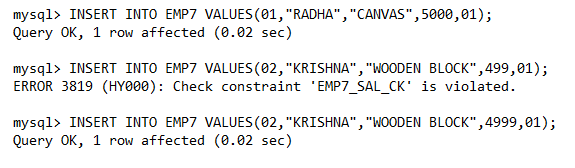 mysql> INSERT INTO EMP7 VALUES(01,"RADHA","CANVAS",5000,01);
Query OK, 1 row affected (0.02 sec)
mysql> INSERT INTO EMP7 VALUES(02,"KRISHNA","WOODEN BLOCK",499,01);
ERROR 3819 (HY000): Check constraint 'EMP7_SAL_CK' is violated.
mysql> INSERT INTO EMP7 VALUES(02,"KRISHNA","WOODEN BLOCK",4999,01);
Query OK, 1 row affected (0.02 sec)